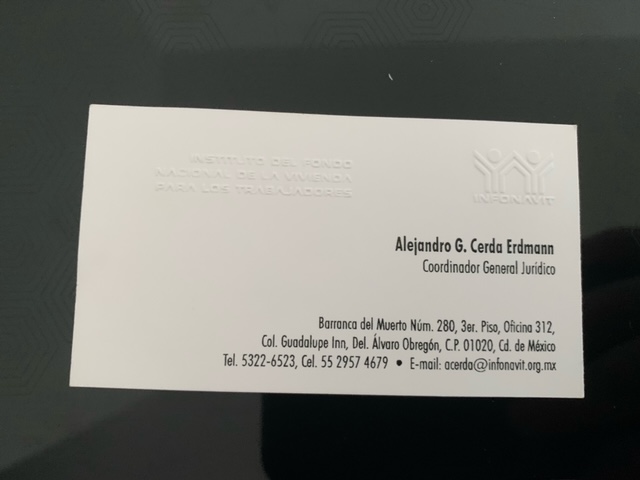 INSTITUTO DEL FONDO
NACIONAL DE LA VIVIENDA
PARA LOS TRABAJADORES
INFONAVIT
Alejandro G. Cerda Erdmann
Coordinador General Jurídico
Barranca del Muerto Núm. 280, 3er. Piso, Oficina 312,
Col. Guadalupe Inn, Del. Álvaro Obregón, C.P. 01020, Cd. de México
Tel. 5322-6523, Cel. 55 2957 4679 • E-mail: acerda@infonavit.org.mx